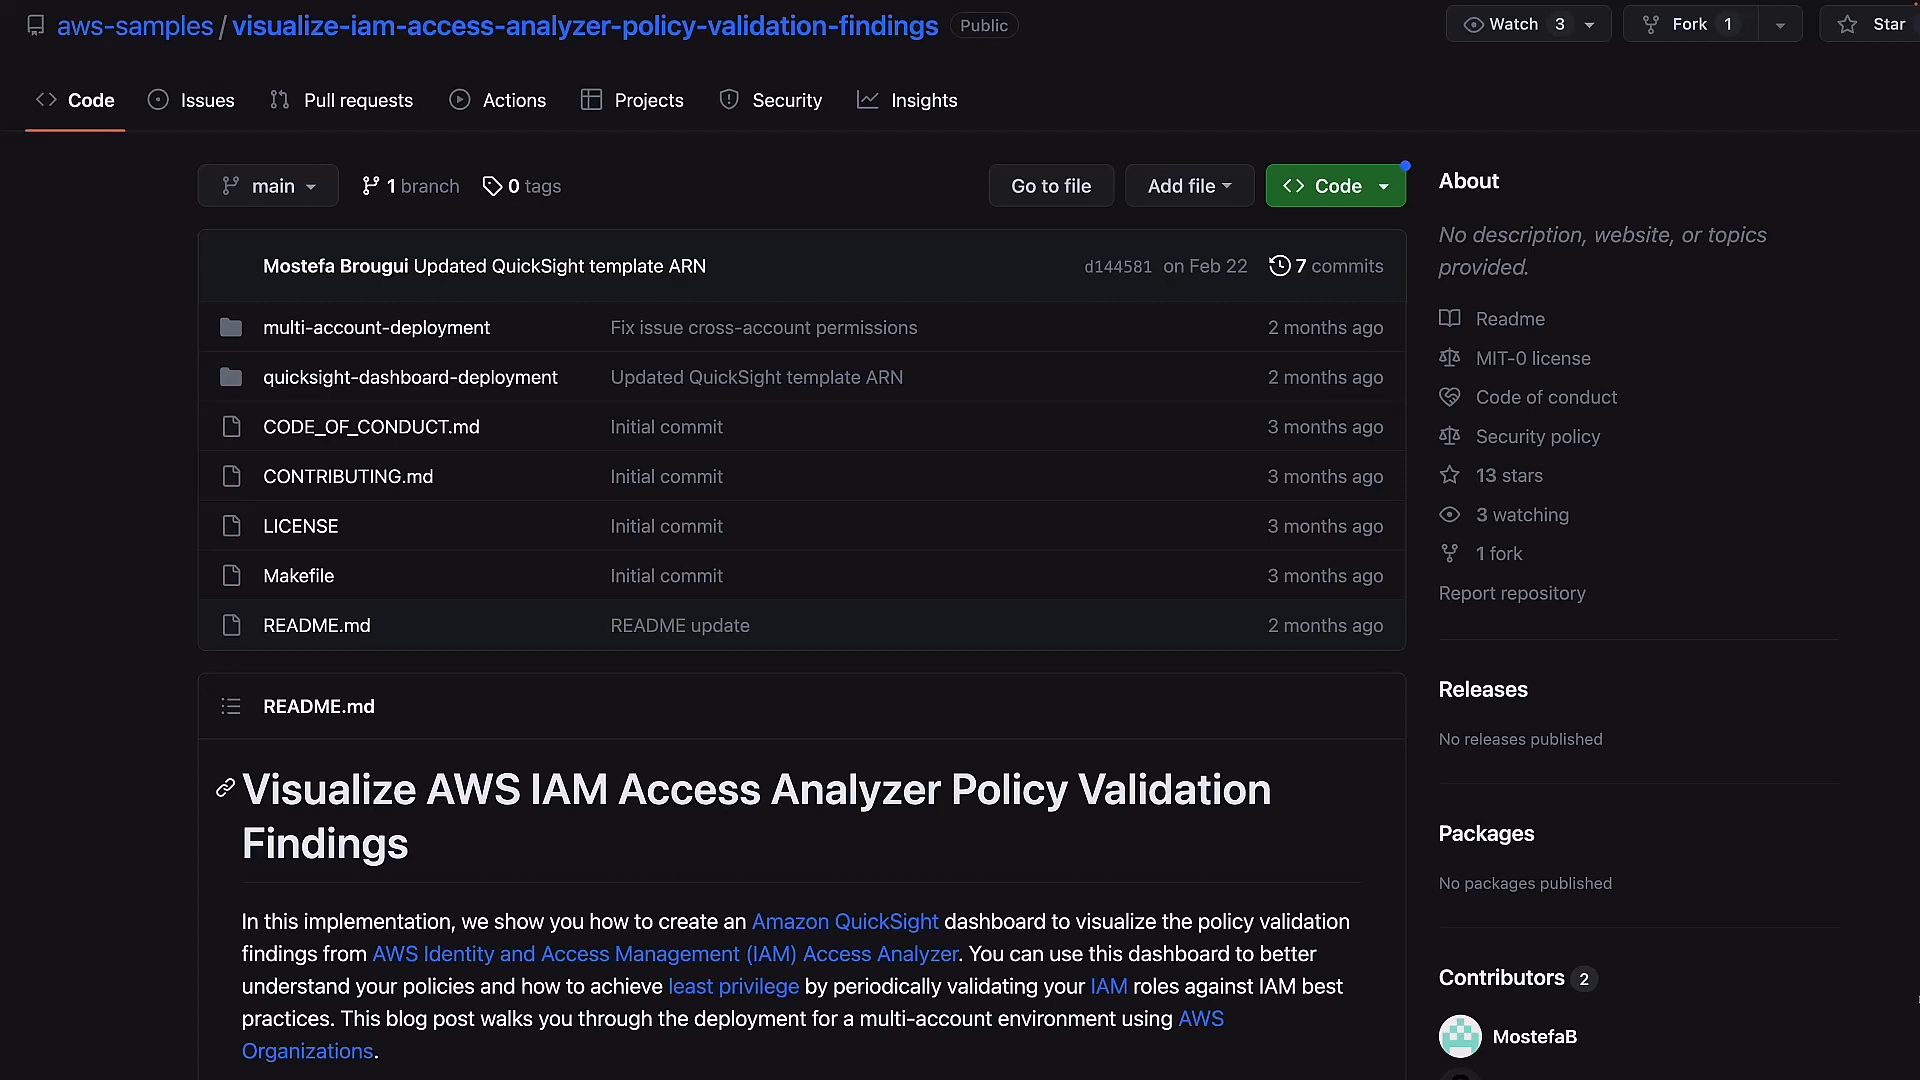 aws-samples / visualize-iam-access-analyzer-policy-validation-findings Public
Watch 3
Fork 1
Star
Code
Issues
Pull requests
Actions
Projects
Security
Insights
main
1 branch
0 tags
Go to file
Add file
Code
Mostefa Brougui Updated QuickSight template ARN d144581 on Feb 22 7 commits
multi-account-deployment Fix issue cross-account permissions 2 months ago
quicksight-dashboard-deployment Updated QuickSight template ARN 2 months ago
CODE_OF_CONDUCT.md Initial commit 3 months ago
CONTRIBUTING.md Initial commit 3 months ago
LICENSE Initial commit 3 months ago
Makefile Initial commit 3 months ago
README.md README update 2 months ago
README.md
Visualize AWS IAM Access Analyzer Policy Validation
Findings
In this implementation, we show you how to create an Amazon QuickSight dashboard to visualize the policy validation
findings from AWS Identity and Access Management (IAM) Access Analyzer. You can use this dashboard to better
understand your policies and how to achieve least privilege by periodically validating your IAM roles against IAM best
practices. This blog post walks you through the deployment for a multi-account environment using AWS
Organizations.
About
No description, website, or topics
provided.
Readme
MIT-0 license
Code of conduct
Security policy
13 stars
3 watching
1 fork
Report repository
Releases
No releases published
Packages
No packages published
Contributors 2
MostefaB